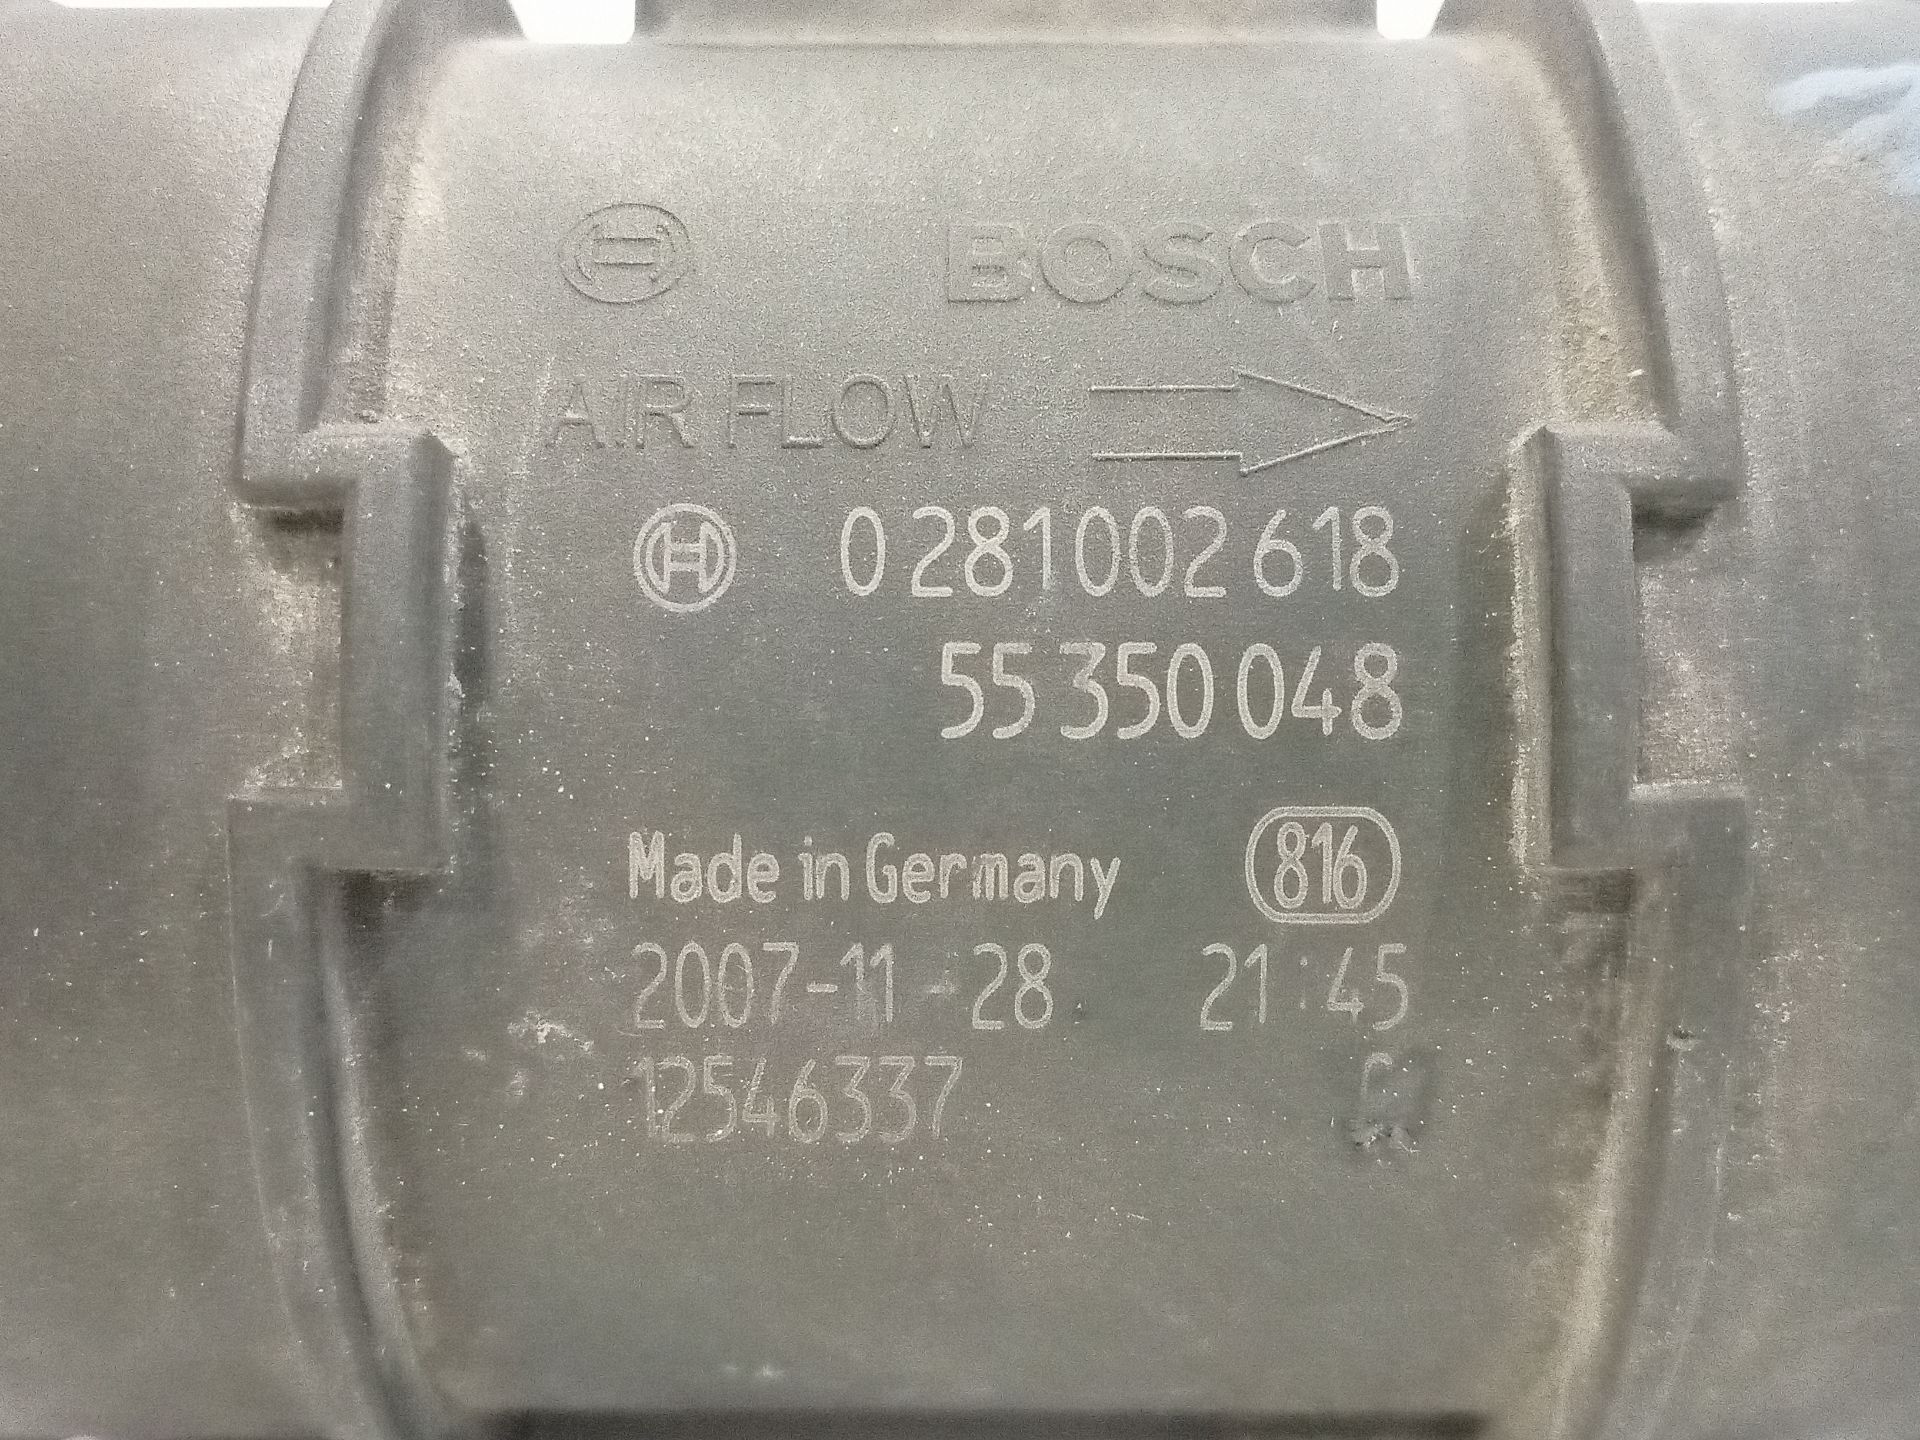 BOSCH
AIR FLOW
0 281 002 618
55 350 048
Made in Germany 816
2007-11-28 21:45
12546337